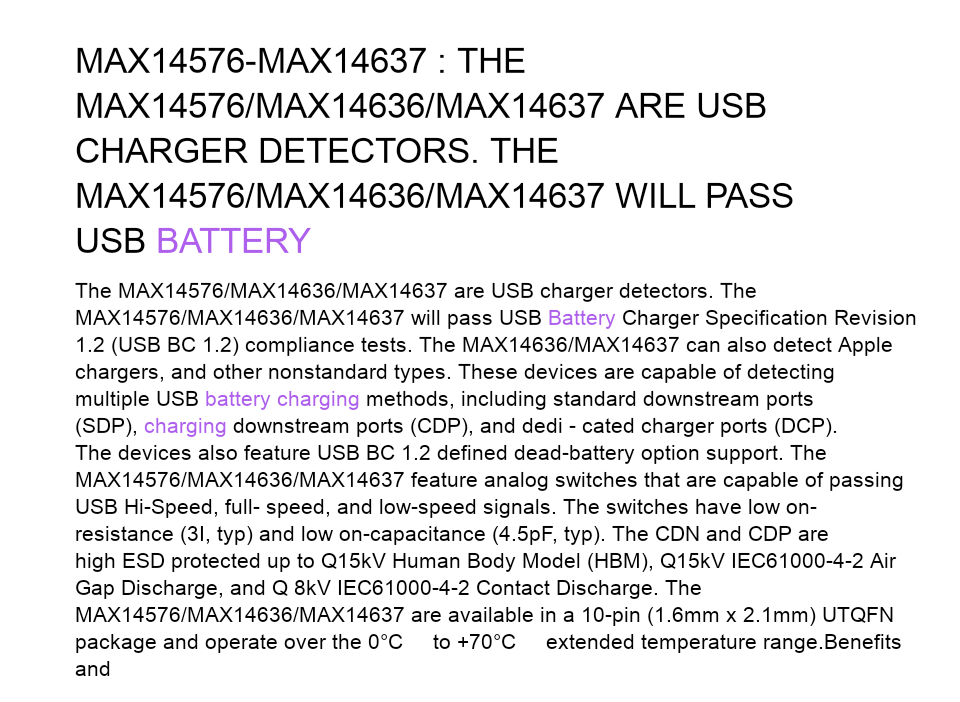 MAX14576-MAX14637 : THE
MAX14576/MAX14636/MAX14637 ARE USB
CHARGER DETECTORS. THE
MAX14576/MAX14636/MAX14637 WILL PASS
USB BATTERY
The MAX14576/MAX14636/MAX14637 are USB charger detectors. The
MAX14576/MAX14636/MAX14637 will pass USB Battery Charger Specification Revision
1.2 (USB BC 1.2) compliance tests. The MAX14636/MAX14637 can also detect Apple
chargers, and other nonstandard types. These devices are capable of detecting
multiple USB battery charging methods, including standard downstream ports
(SDP), charging downstream ports (CDP), and dedi - cated charger ports (DCP).
The devices also feature USB BC 1.2 defined dead-battery option support. The
MAX14576/MAX14636/MAX14637 feature analog switches that are capable of passing
USB Hi-Speed, full- speed, and low-speed signals. The switches have low on-
resistance (3I, typ) and low on-capacitance (4.5pF, typ). The CDN and CDP are
high ESD protected up to Q15kV Human Body Model (HBM), Q15kV IEC61000-4-2 Air
Gap Discharge, and Q 8kV IEC61000-4-2 Contact Discharge. The
MAX14576/MAX14636/MAX14637 are available in a 10-pin (1.6mm x 2.1mm) UTQFN
package and operate over the 0°C to +70°C extended temperature range.Benefits
and